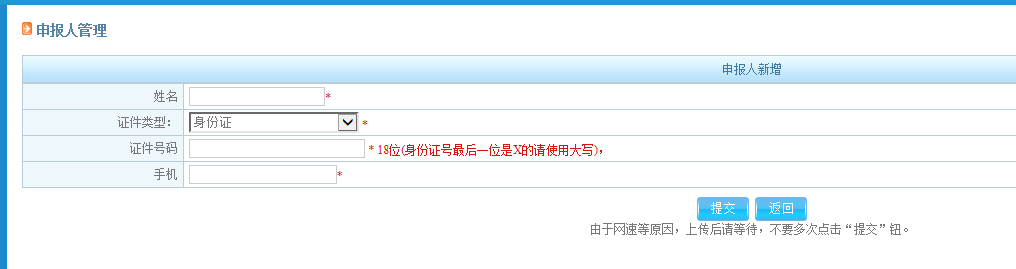 申报人管理
申报人新增
姓名 *
证件类型： 身份证 *
证件号码 * 18位(身份证号最后一位是X的请使用大写)，
手机 *
提交 返回
由于网速等原因，上传后请等待，不要多次点击“提交”钮。